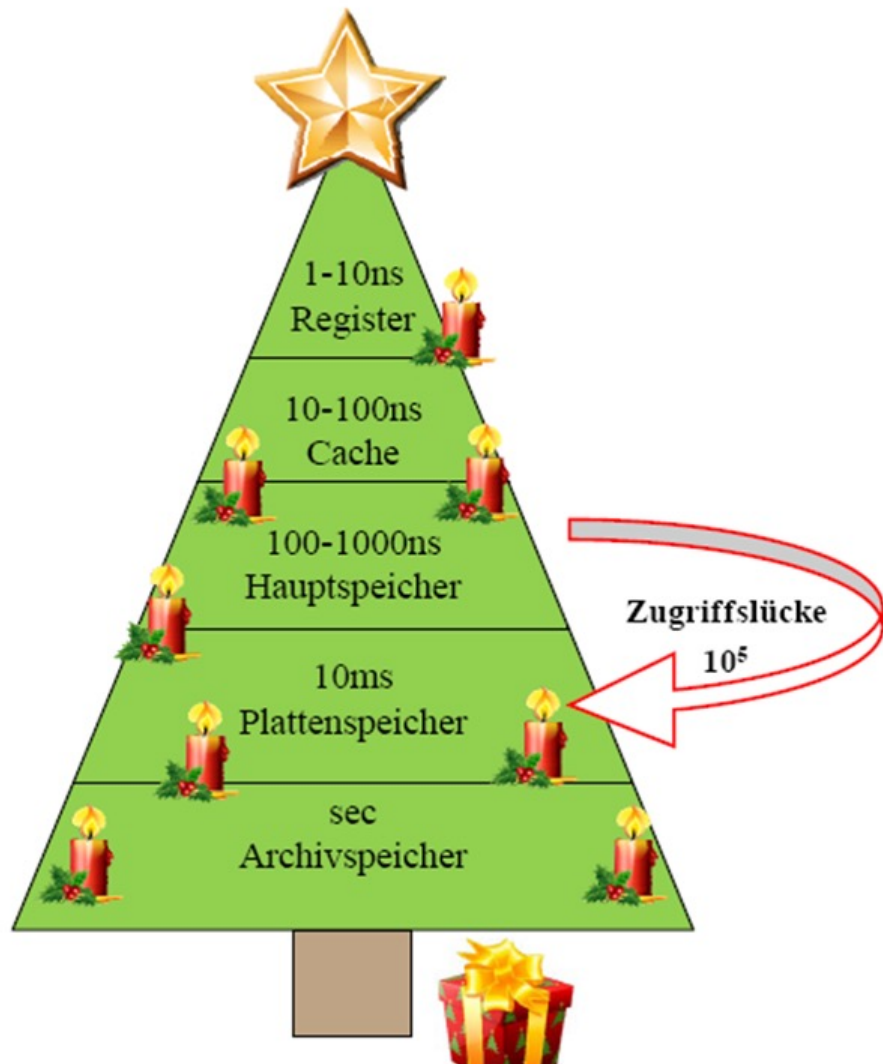 1-10ns
Register
10-100ns
Cache
100-1000ns
Hauptspeicher
Zugriffslücke
10⁵
10ms
Plattenspeicher
sec
Archivspeicher